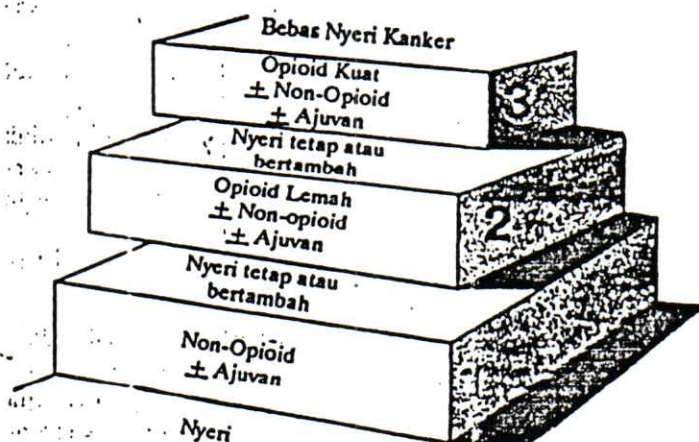 Bebas Nyeri Kanker
Opioid Kuat
± Non-Opioid
± Ajuvan
3
Nyeri tetap atau
bertambah
Opioid Lemah
± Non-opioid
± Ajuvan
2
Nyeri tetap atau
bertambah
Non-Opioid
± Ajuvan
1
Nyeri